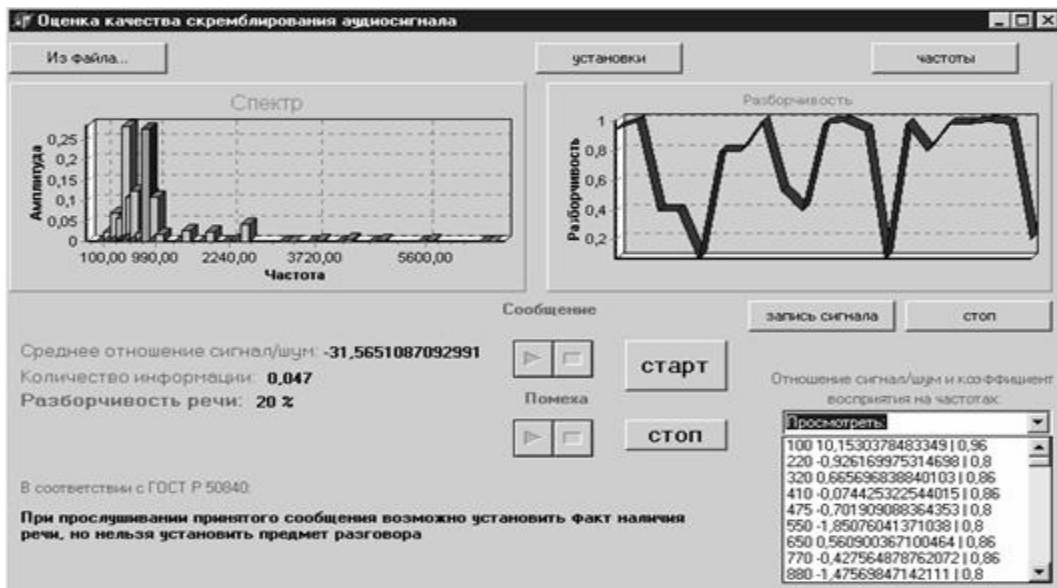 Оценка качества скремблирования аудиосигнала
Из файла...
установки
частоты
Спектр
Амплитуда
0,25
0,2
0,15
0,1
0,05
0
100,00 990,00 2240,00 3720,00 5600,00
Частота
Разборчивость
Разборчивость
1
0,8
0,6
0,4
0,2
Сообщение
запись сигнала
стоп
Среднее отношение сигнал/шум: -31,5651087092991
Количество информации: 0,047
Разборчивость речи: 20 %
старт
Помеха
стоп
Отношение сигнал/шум и коэффициент
восприятия на частотах:
Просмотреть:
100 10,1530378483349 | 0,96
220 -0,926169975314698 | 0,8
320 0,665696838840103 | 0,86
410 -0,074425322544015 | 0,86
475 -0,701909088364353 | 0,8
550 -1,85076041371038 | 0,8
650 0,560900367100464 | 0,86
770 -0,427564878762072 | 0,86
880 -1,47569847142111 | 0,8
В соответствии с ГОСТ Р 50840:
При прослушивании принятого сообщения возможно установить факт наличия
речи, но нельзя установить предмет разговора